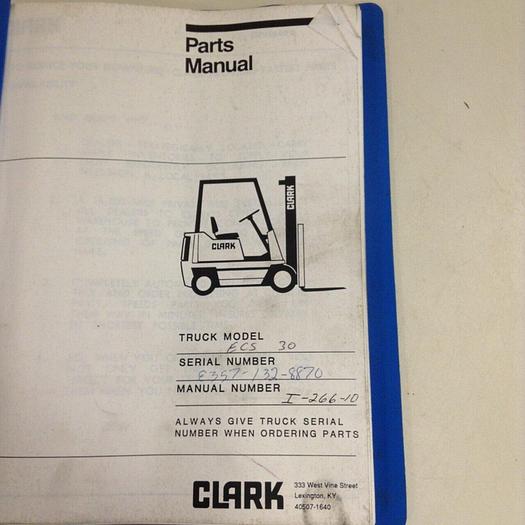 Parts
Manual
CLARK
CLARK
TRUCK MODEL
ECS 30
SERIAL NUMBER
E357-132-8870
MANUAL NUMBER
I-266-10
ALWAYS GIVE TRUCK SERIAL
NUMBER WHEN ORDERING PARTS
CLARK
333 West Vine Street
Lexington, KY
40507-1640